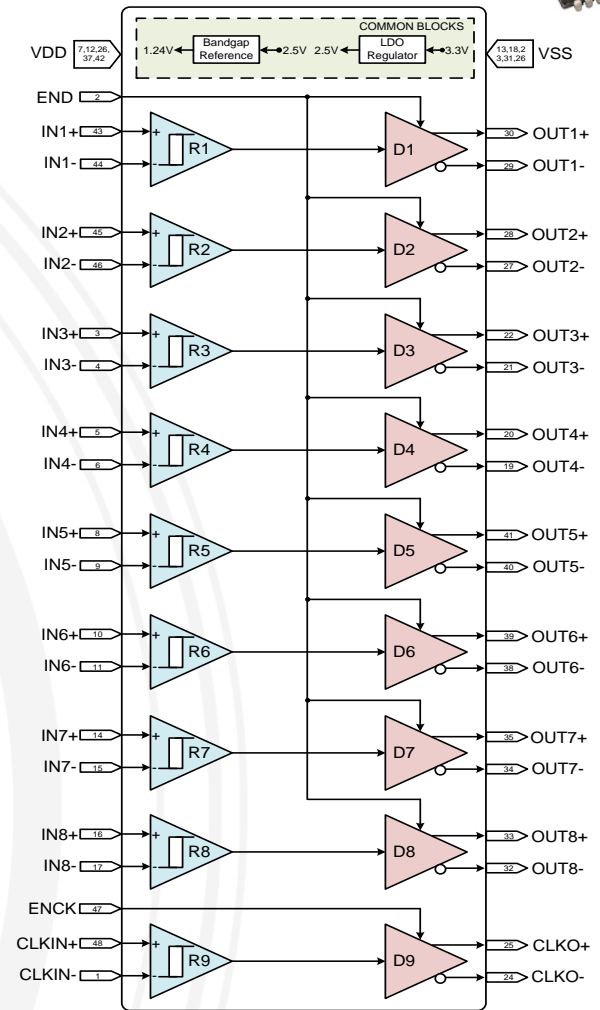 COMMON BLOCKS
VDD 7,12,26,
37,42
1.24V Bandgap
Reference 2.5V 2.5V LDO
Regulator 3.3V
13,18,2
3,31,26 VSS
END 2
IN1+ 43 + R1 D1 30 OUT1+
IN1- 44 - 29 OUT1-
IN2+ 45 + R2 D2 28 OUT2+
IN2- 46 - 27 OUT2-
IN3+ 3 + R3 D3 22 OUT3+
IN3- 4 - 21 OUT3-
IN4+ 5 + R4 D4 20 OUT4+
IN4- 6 - 19 OUT4-
IN5+ 8 + R5 D5 41 OUT5+
IN5- 9 - 40 OUT5-
IN6+ 10 + R6 D6 39 OUT6+
IN6- 11 - 38 OUT6-
IN7+ 14 + R7 D7 35 OUT7+
IN7- 15 - 34 OUT7-
IN8+ 16 + R8 D8 33 OUT8+
IN8- 17 - 32 OUT8-
ENCK 47
CLKIN+ 48 + R9 D9 25 CLKO+
CLKIN- 1 - 24 CLKO-